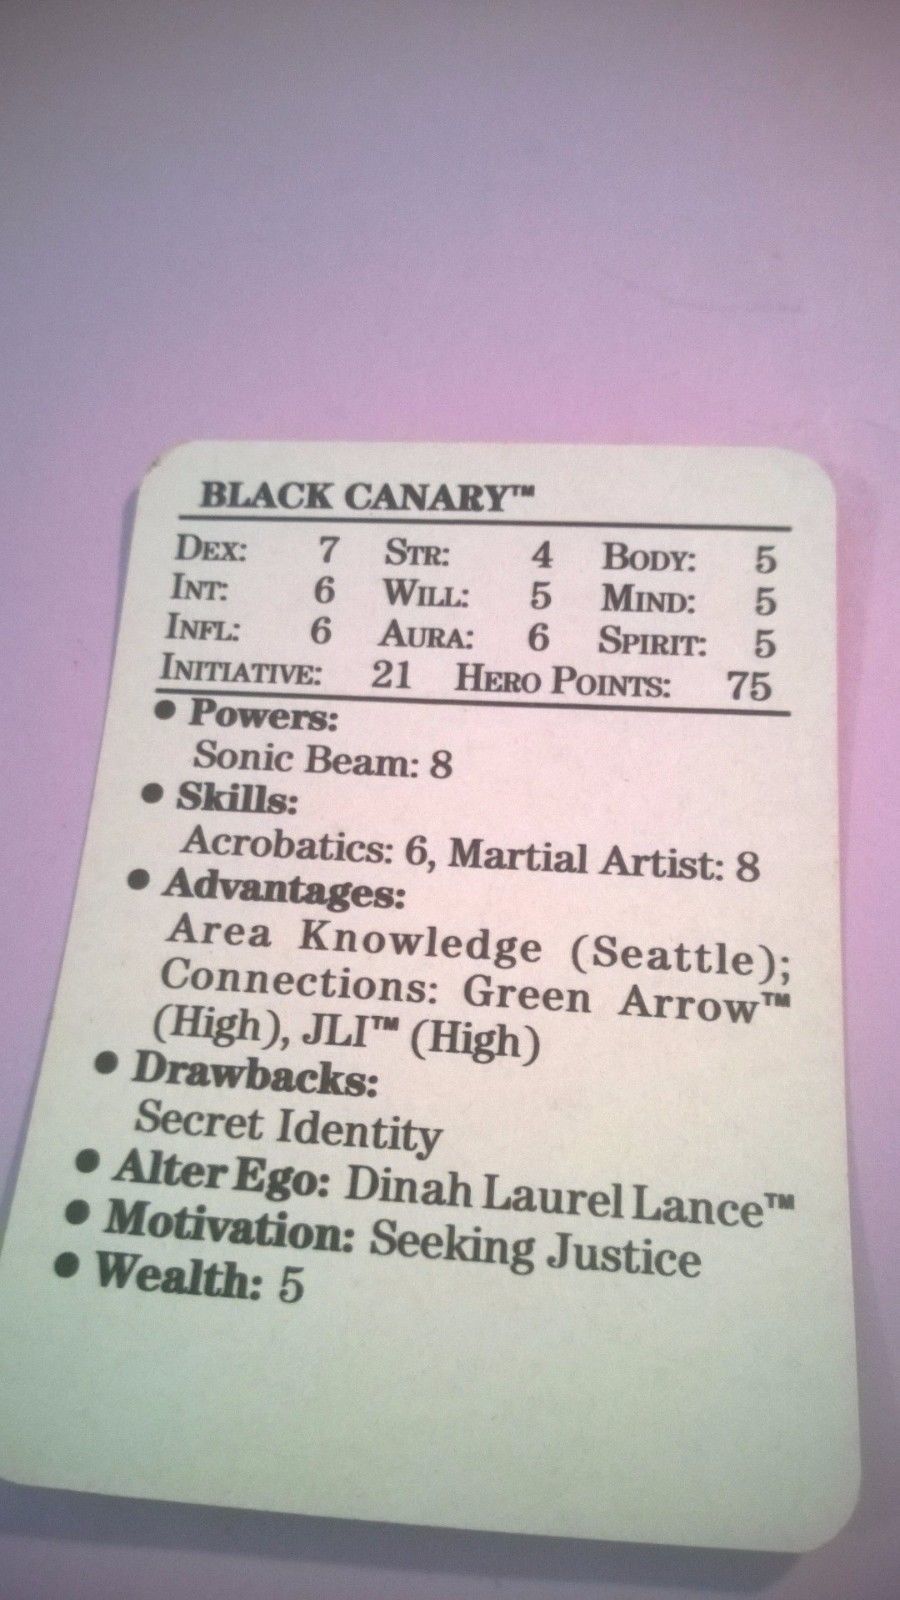 BLACK CANARY™
DEX: 7 STR: 4 BODY: 5
INT: 6 WILL: 5 MIND: 5
INFL: 6 AURA: 6 SPIRIT: 5
INITIATIVE: 21 HERO POINTS: 75
● Powers:
Sonic Beam: 8
● Skills:
Acrobatics: 6, Martial Artist: 8
● Advantages:
Area Knowledge (Seattle);
Connections: Green Arrow™
(High), JLI™ (High)
● Drawbacks:
Secret Identity
● Alter Ego: Dinah Laurel Lance™
● Motivation: Seeking Justice
● Wealth: 5